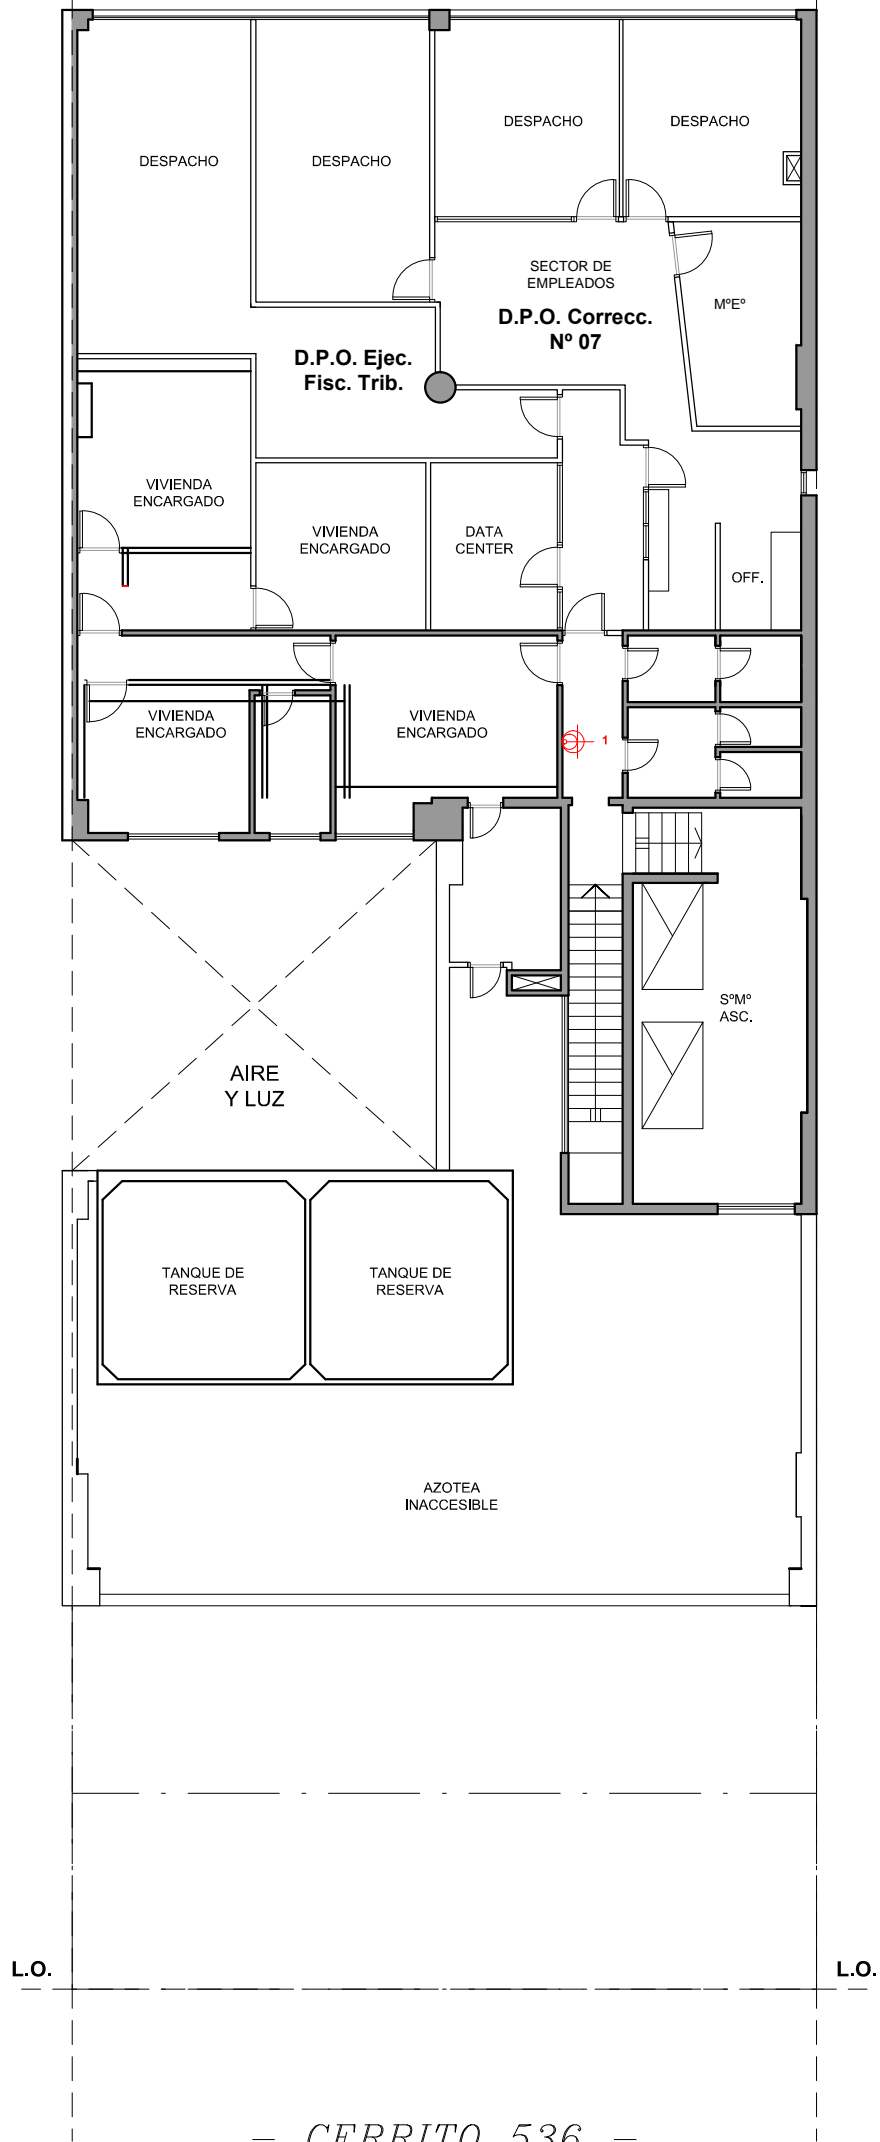 DESPACHO
DESPACHO
DESPACHO
DESPACHO
SECTOR DE
EMPLEADOS
D.P.O. Correcc.
Nº 07
MºEº
D.P.O. Ejec.
Fisc. Trib.
VIVIENDA
ENCARGADO
VIVIENDA
ENCARGADO
DATA
CENTER
OFF.
VIVIENDA
ENCARGADO
VIVIENDA
ENCARGADO
1
SºMº
ASC.
AIRE
Y LUZ
TANQUE DE
RESERVA
TANQUE DE
RESERVA
AZOTEA
INACCESIBLE
L.O.
L.O.
- CERRITO 536 -